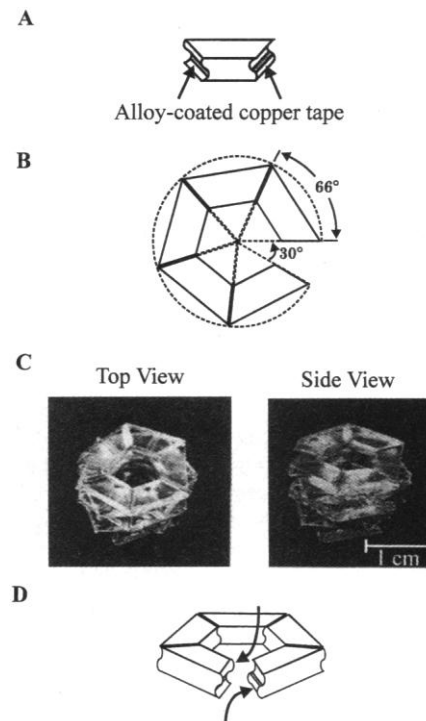 A
Alloy-coated copper tape
B
66°
30°
C
Top View
Side View
1 cm
D